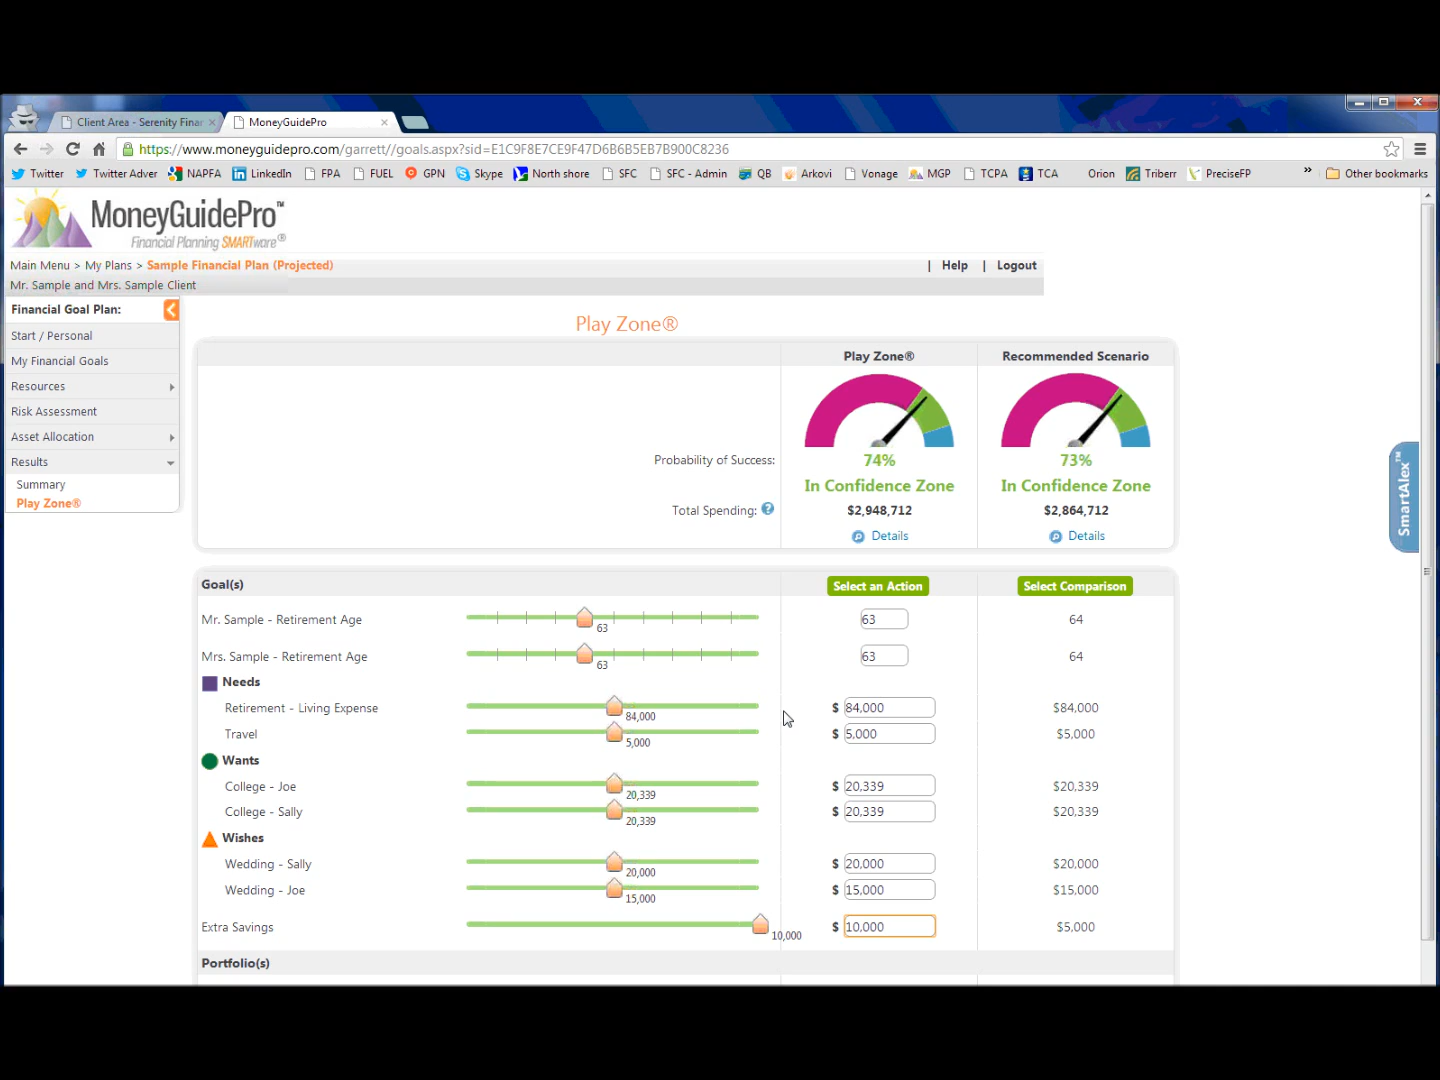 Client Area - Serenity Finar
MoneyGuidePro
https://www.moneyguidepro.com/garrett//goals.aspx?sid=E1C9F8E7CE9F47D6B6B5EB7B900C8236
Twitter Twitter Adver NAPFA LinkedIn FPA FUEL GPN Skype North shore SFC SFC - Admin QB Arkovi Vonage MGP TCPA TCA Orion Triberr PreciseFP » Other bookmarks
MoneyGuidePro™
Financial Planning SMARTware®
Main Menu > My Plans > Sample Financial Plan (Projected) | Help | Logout
Mr. Sample and Mrs. Sample Client
Financial Goal Plan:
Start / Personal
My Financial Goals
Resources
Risk Assessment
Asset Allocation
Results
Summary
Play Zone®
Play Zone®
Play Zone® Recommended Scenario
Probability of Success: 74% 73%
In Confidence Zone In Confidence Zone
Total Spending: ? $2,948,712 $2,864,712
Details Details
SmartAlex™
Goal(s) Select an Action Select Comparison
Mr. Sample - Retirement Age 63 63 64
Mrs. Sample - Retirement Age 63 63 64
Needs
Retirement - Living Expense 84,000 $ 84,000 $84,000
Travel 5,000 $ 5,000 $5,000
Wants
College - Joe 20,339 $ 20,339 $20,339
College - Sally 20,339 $ 20,339 $20,339
Wishes
Wedding - Sally 20,000 $ 20,000 $20,000
Wedding - Joe 15,000 $ 15,000 $15,000
Extra Savings 10,000 $ 10,000 $5,000
Portfolio(s)